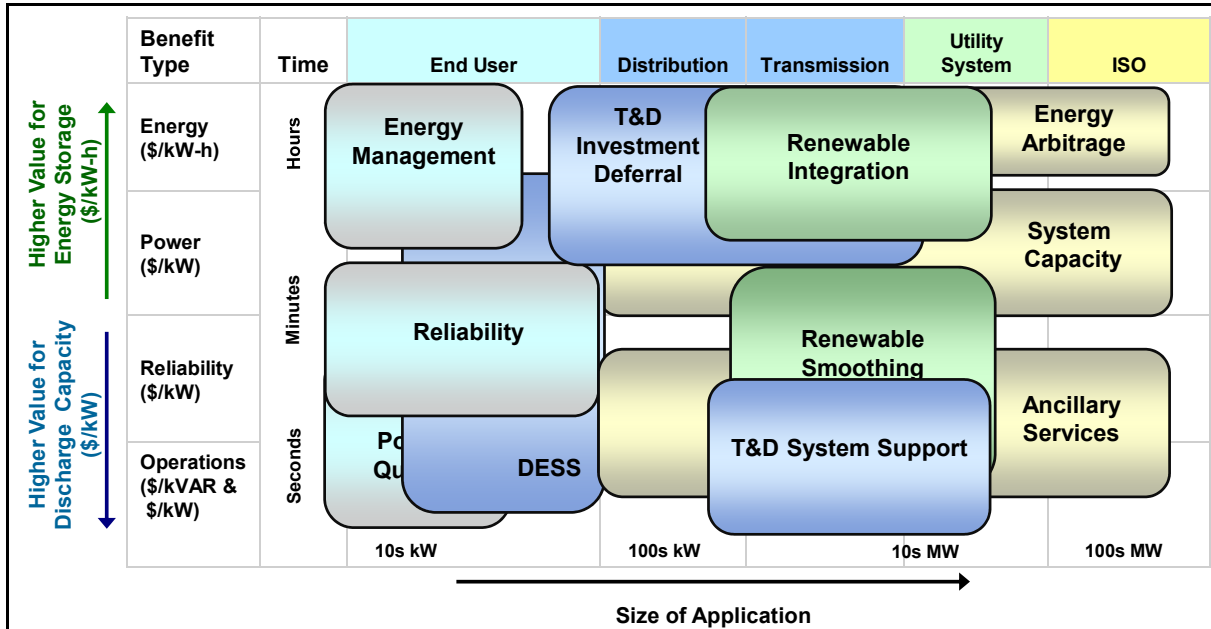 Benefit
Type
Time
End User
Distribution
Transmission
Utility
System
ISO
Higher Value for
Energy Storage
($/kW-h)
Higher Value for
Discharge Capacity
($/kW)
Energy
($/kW-h)
Power
($/kW)
Reliability
($/kW)
Operations
($/kVAR &
$/kW)
Hours
Minutes
Seconds
Energy
Management
T&D
Investment
Deferral
Renewable
Integration
Energy
Arbitrage
System
Capacity
Reliability
Renewable
Smoothing
Ancillary
Services
T&D System Support
DESS
10s kW
100s kW
10s MW
100s MW
Size of Application